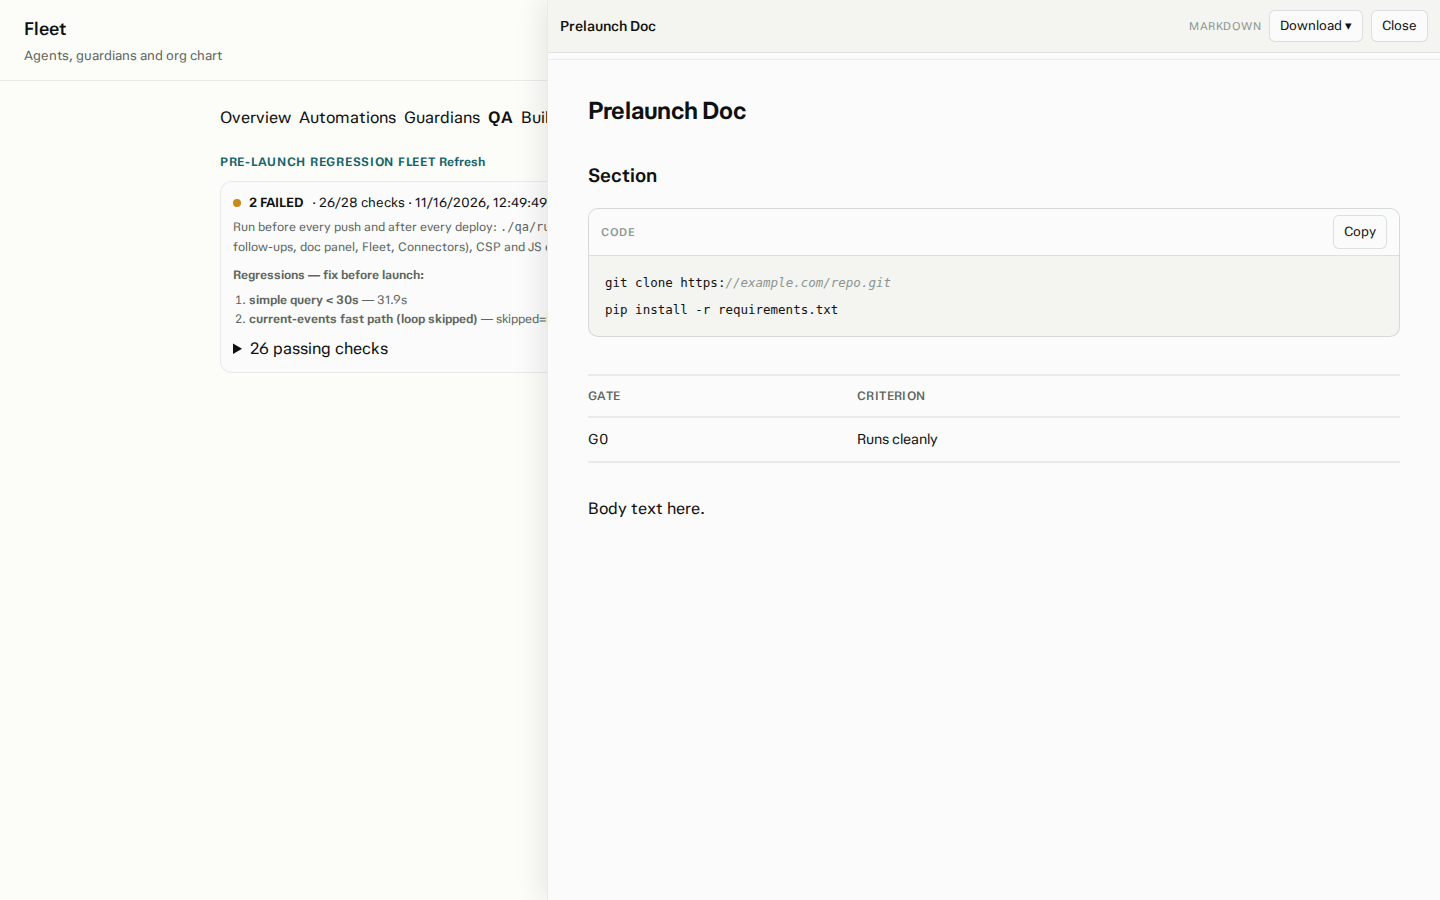 Fleet
Agents, guardians and org chart
Overview Automations Guardians QA
PRE-LAUNCH REGRESSION FLEET Refresh
2 FAILED · 26/28 checks · 11/16/2026, 12:49:49
Run before every push and after every deploy:
follow-ups, doc panel, Fleet, Connectors), CSP and JS
Regressions — fix before launch:
1. simple query < 30s — 31.9s
2. current-events fast path (loop skipped) — skipped=
▶ 26 passing checks
Prelaunch Doc
MARKDOWN
Download ▾
Close
Prelaunch Doc
Section
CODE
Copy
git clone https://example.com/repo.git
pip install -r requirements.txt
GATE CRITERION
G0 Runs cleanly
Body text here.